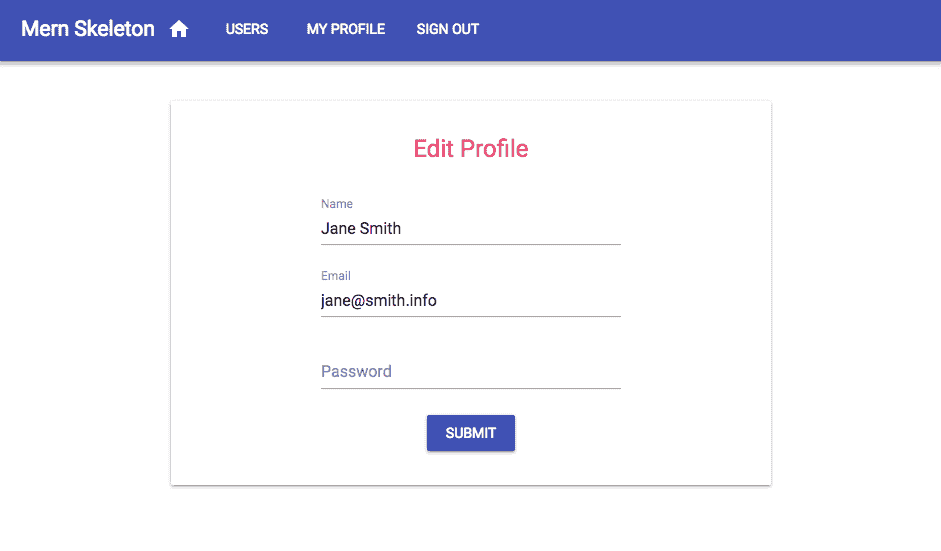 Mern Skeleton USERS MY PROFILE SIGN OUT
Edit Profile
Name
Jane Smith
Email
jane@smith.info
Password
SUBMIT